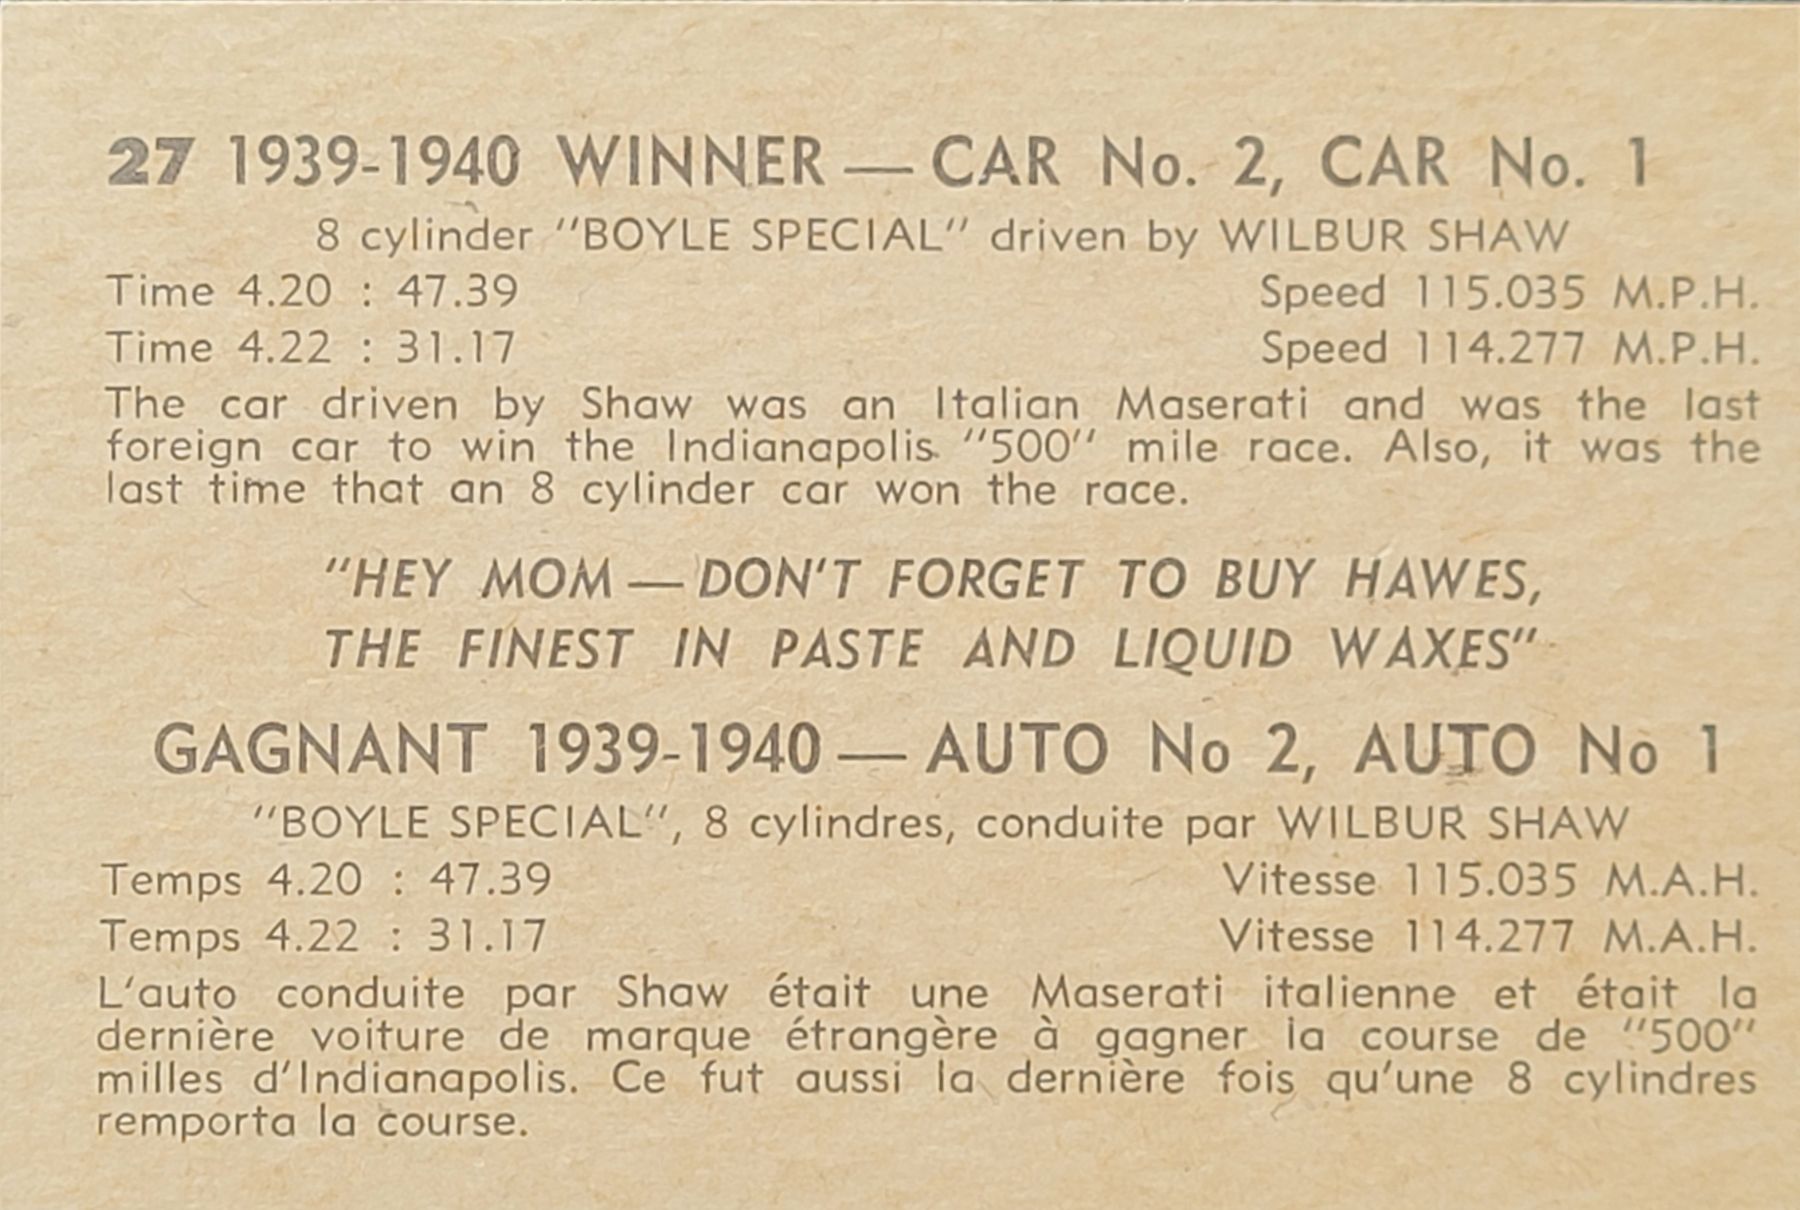 27 1939-1940 WINNER — CAR No. 2, CAR No. 1
8 cylinder "BOYLE SPECIAL" driven by WILBUR SHAW
Time 4.20 : 47.39 Speed 115.035 M.P.H.
Time 4.22 : 31.17 Speed 114.277 M.P.H.
The car driven by Shaw was an Italian Maserati and was the last
foreign car to win the Indianapolis "500" mile race. Also, it was the
last time that an 8 cylinder car won the race.
"HEY MOM — DON'T FORGET TO BUY HAWES,
THE FINEST IN PASTE AND LIQUID WAXES"
GAGNANT 1939-1940 — AUTO No 2, AUTO No 1
"BOYLE SPECIAL", 8 cylindres, conduite par WILBUR SHAW
Temps 4.20 : 47.39 Vitesse 115.035 M.A.H.
Temps 4.22 : 31.17 Vitesse 114.277 M.A.H.
L'auto conduite par Shaw était une Maserati italienne et était la
dernière voiture de marque étrangère à gagner la course de "500"
milles d'Indianapolis. Ce fut aussi la dernière fois qu'une 8 cylindres
remporta la course.